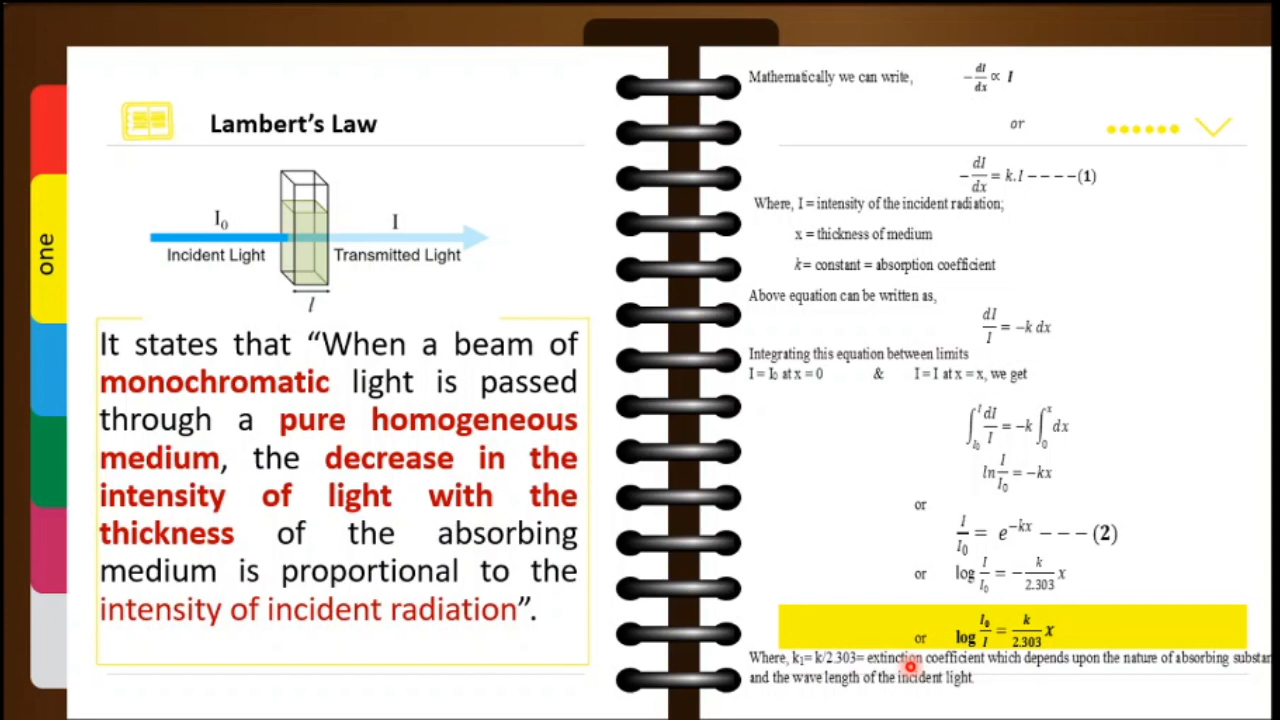 one
Lambert's Law
I₀
I
Incident Light
Transmitted Light
l
It states that “When a beam of
monochromatic light is passed
through a pure homogeneous
medium, the decrease in the
intensity of light with the
thickness of the absorbing
medium is proportional to the
intensity of incident radiation”.
Mathematically we can write, −dI/dx ∝ I
or
−dI/dx = k.I − − − −(1)
Where, I = intensity of the incident radiation;
x = thickness of medium
k = constant = absorption coefficient
Above equation can be written as,
dI/I = −k dx
Integrating this equation between limits
I = I₀ at x = 0 & I = I at x = x, we get
∫_{I₀}^{I} dI/I = −k ∫_{0}^{x} dx
ln I/I₀ = −kx
or
I/I₀ = e^{−kx} − − − (2)
or log I/I₀ = − k/2.303 x
or log I₀/I = k/2.303 x
Where, k₁= k/2.303= extinction coefficient which depends upon the nature of absorbing substan
and the wave length of the incident light.